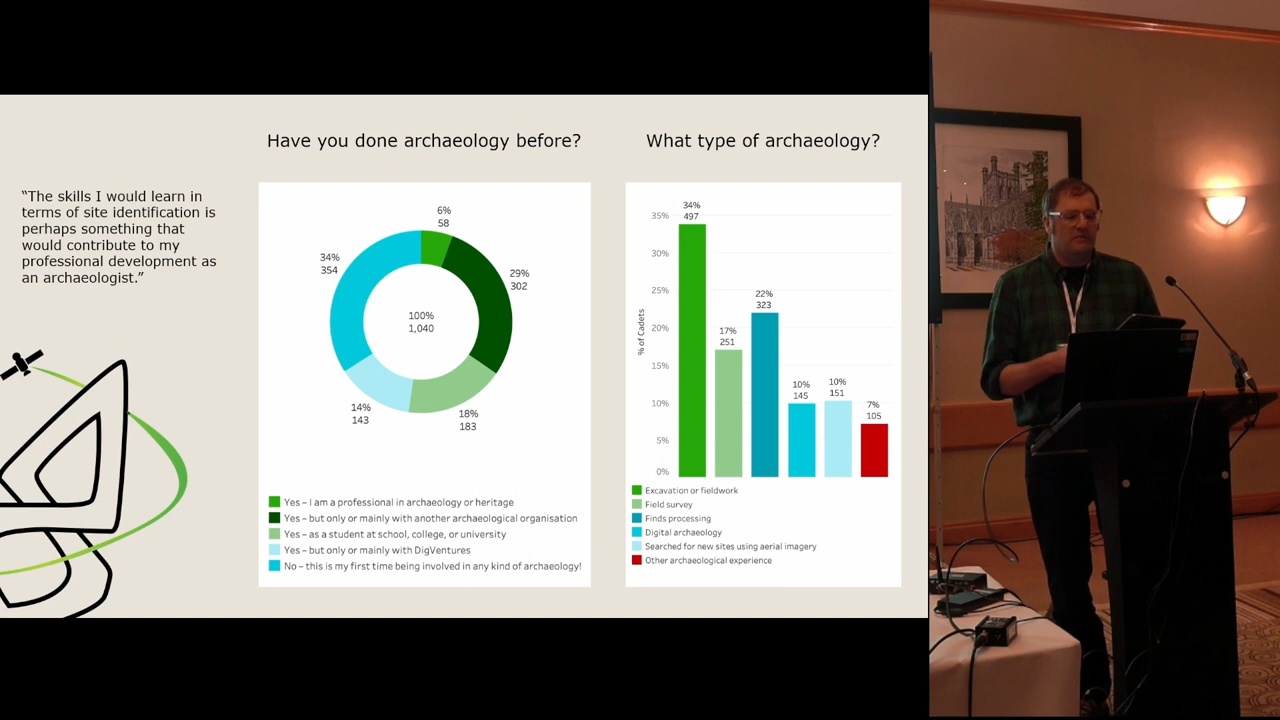 Have you done archaeology before?
What type of archaeology?
“The skills I would learn in
terms of site identification is
perhaps something that
would contribute to my
professional development as
an archaeologist.”
6%
58
29%
302
18%
183
14%
143
34%
354
100%
1,040
Yes – I am a professional in archaeology or heritage
Yes – but only or mainly with another archaeological organisation
Yes – as a student at school, college, or university
Yes – but only or mainly with DigVentures
No – this is my first time being involved in any kind of archaeology!
% of Cadets
35%
30%
25%
20%
15%
10%
5%
0%
34%
497
17%
251
22%
323
10%
145
10%
151
7%
105
Excavation or fieldwork
Field survey
Finds processing
Digital archaeology
Searched for new sites using aerial imagery
Other archaeological experience